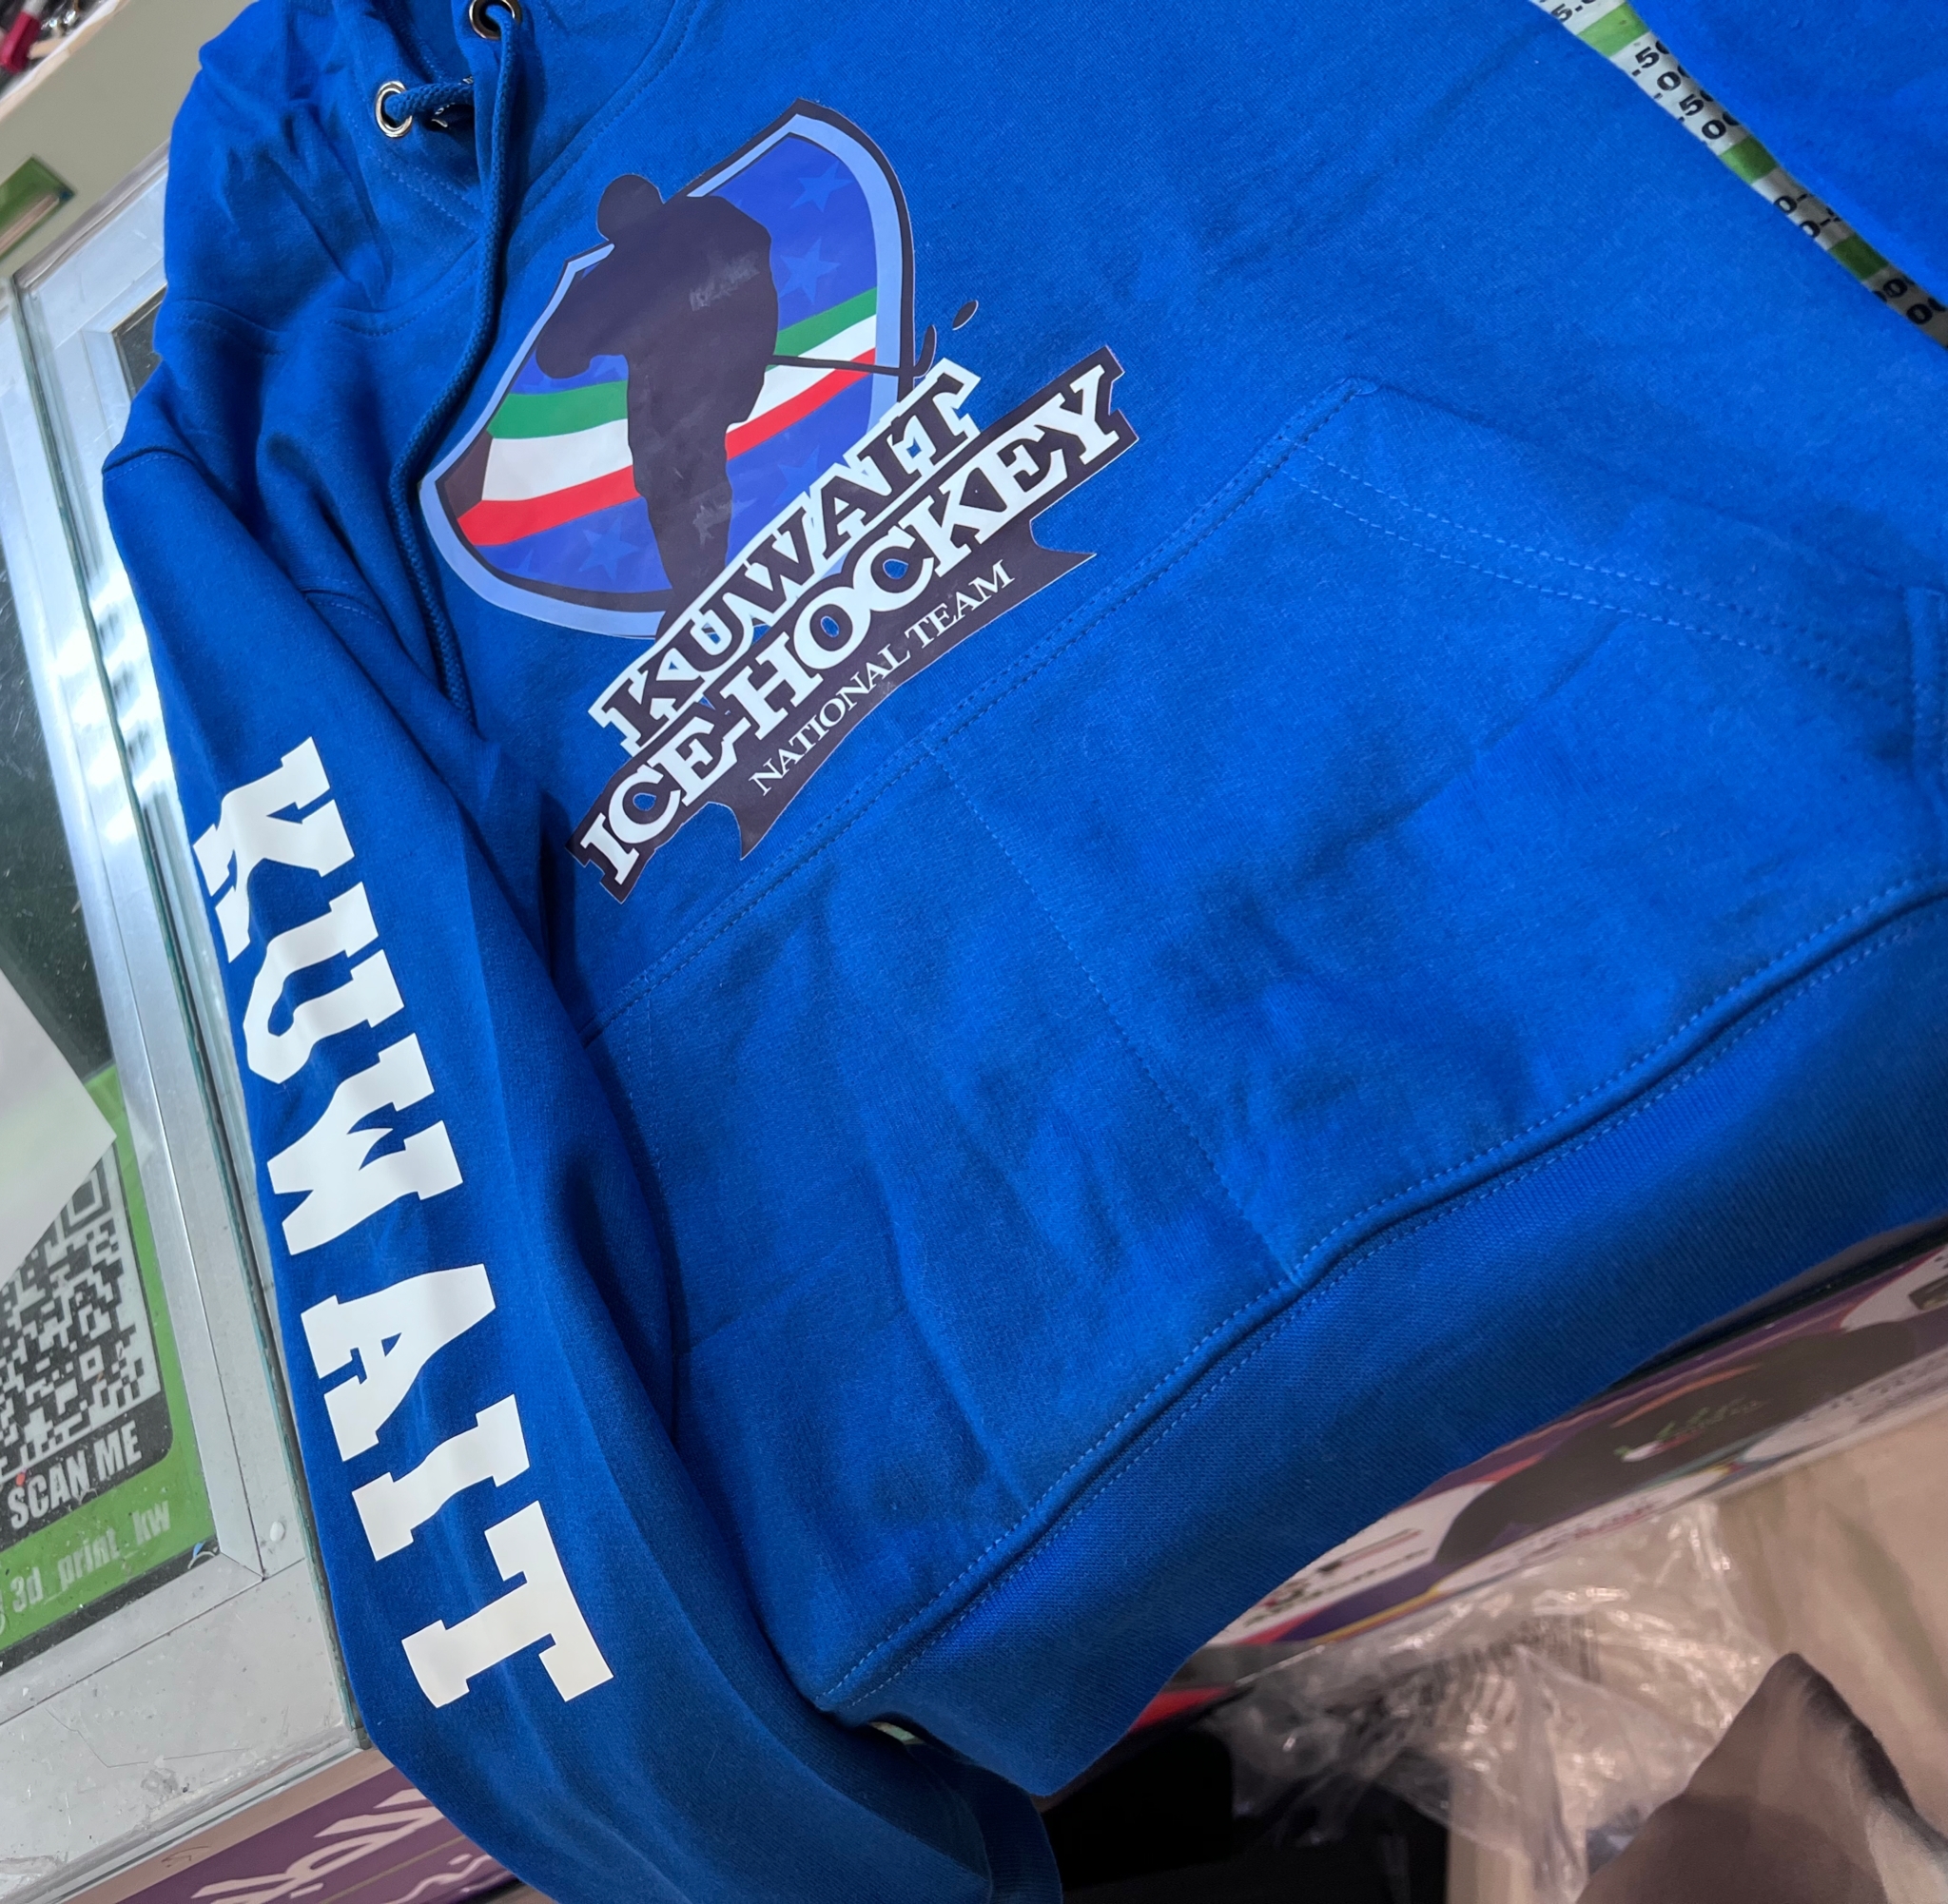 KUWAIT
ICE-HOCKEY
NATIONAL TEAM
KUWAIT
SCAN ME
3d_print_kw